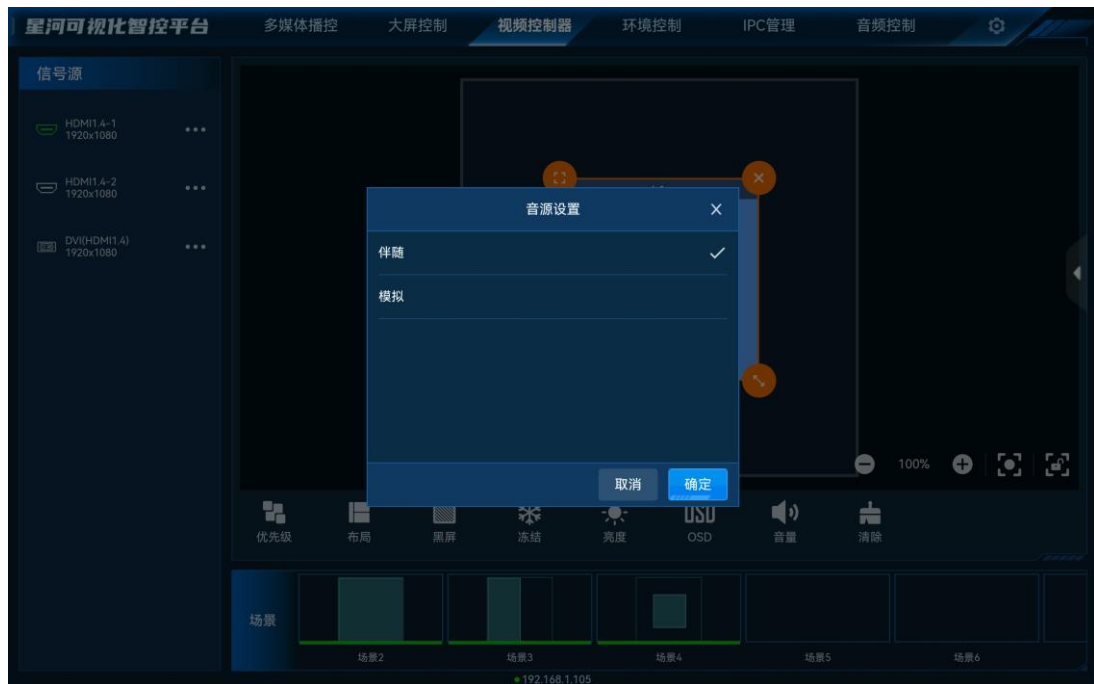 星河可视化智控平台
多媒体播控
大屏控制
视频控制器
环境控制
IPC管理
音频控制
信号源
HDMI1.4-1
1920x1080
HDMI1.4-2
1920x1080
DVI(HDMI1.4)
1920x1080
音源设置
伴随
模拟
取消
确定
100%
优先级
布局
黑屏
冻结
亮度
OSD
音量
清除
场景
场景2
场景3
场景4
场景5
场景6
192.168.1.105